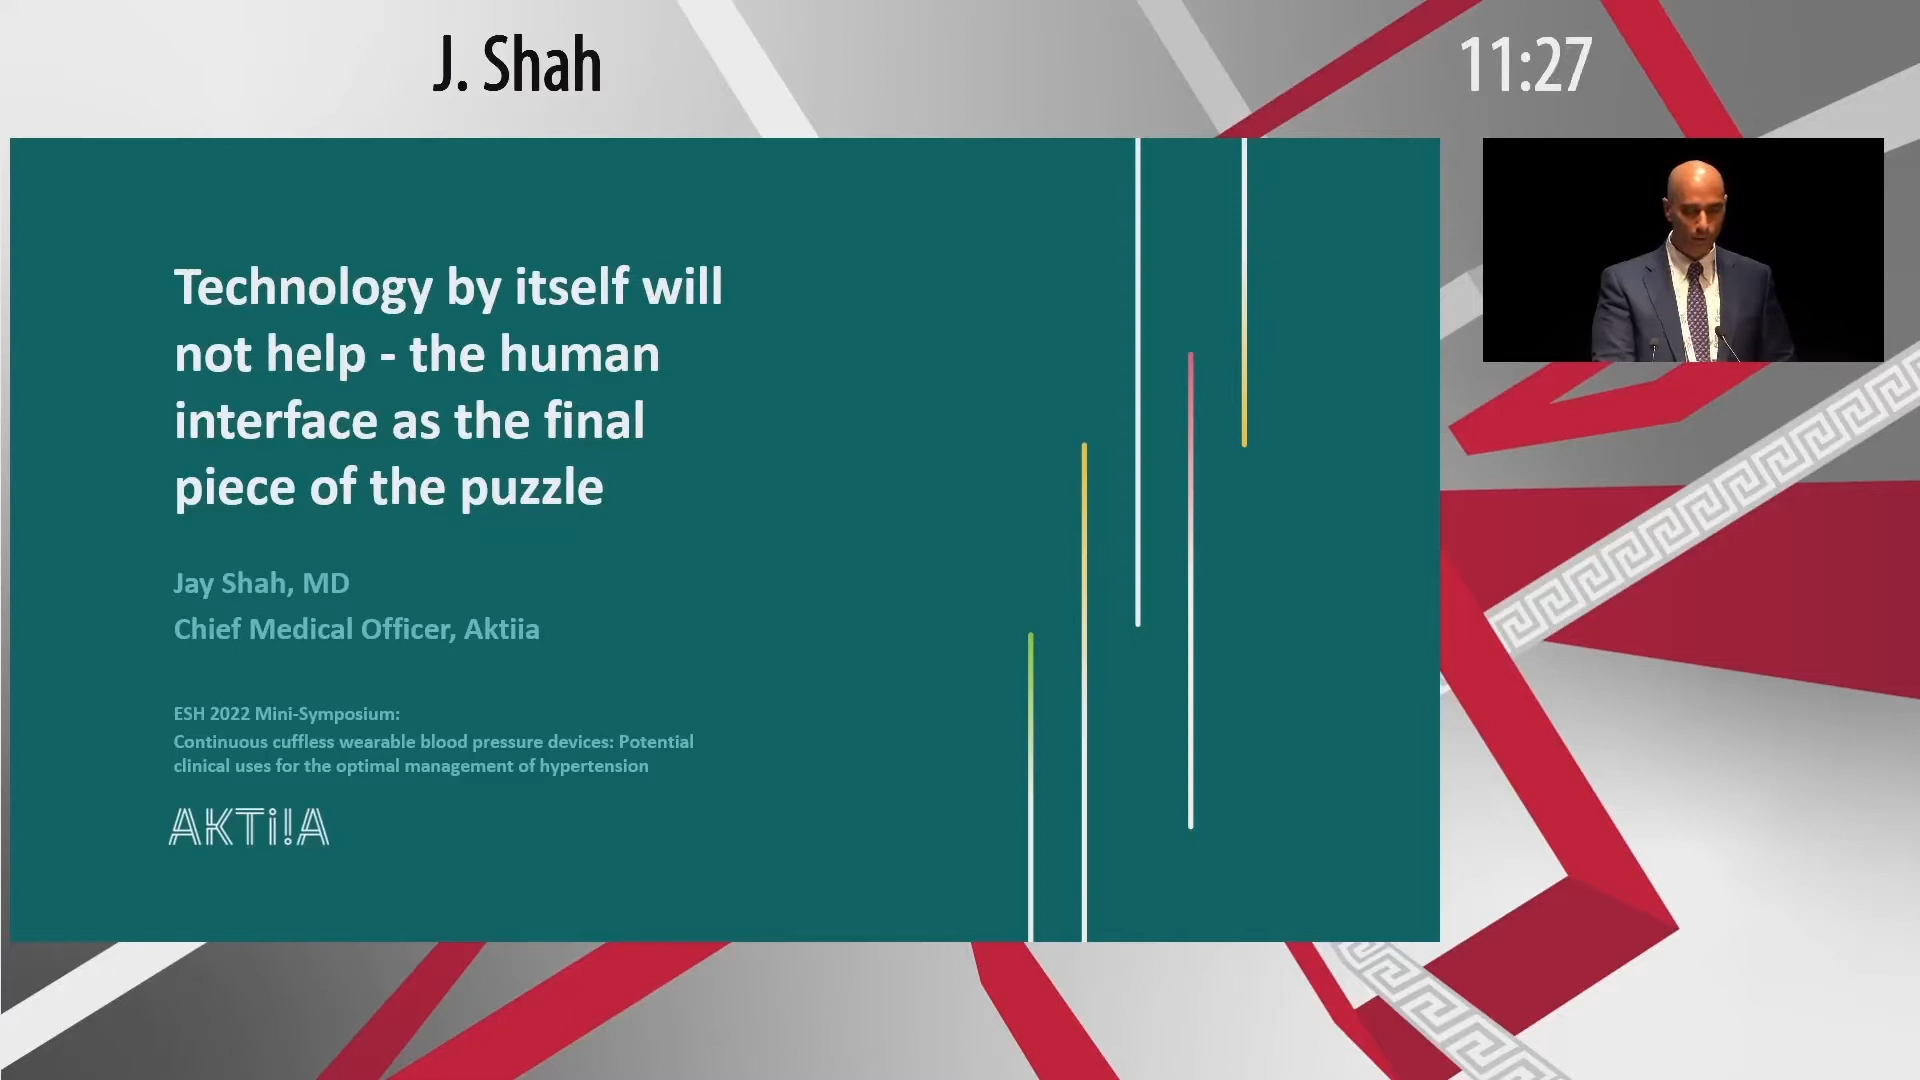 J. Shah
11:27
Technology by itself will
not help - the human
interface as the final
piece of the puzzle
Jay Shah, MD
Chief Medical Officer, Aktiia
ESH 2022 Mini-Symposium:
Continuous cuffless wearable blood pressure devices: Potential
clinical uses for the optimal management of hypertension
AKTi!A